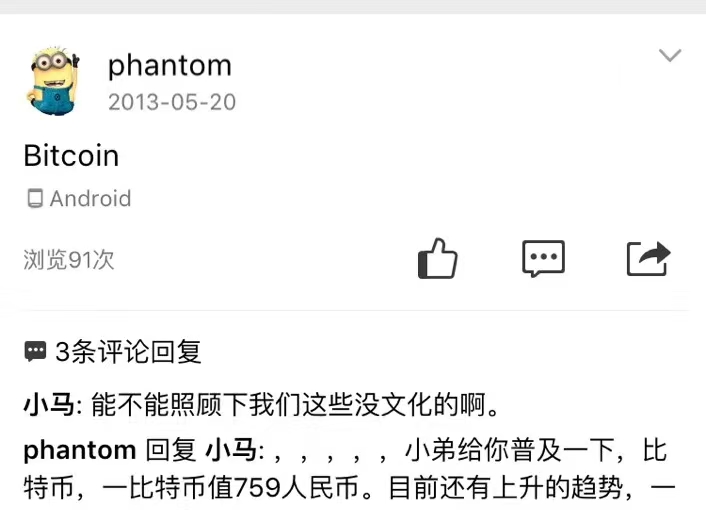 phantom
2013-05-20
Bitcoin
Android
浏览91次
3条评论回复
小马: 能不能照顾下我们这些没文化的啊。
phantom 回复 小马: ，，，，，小弟给你普及一下，比
特币，一比特币值759人民币。目前还有上升的趋势，一